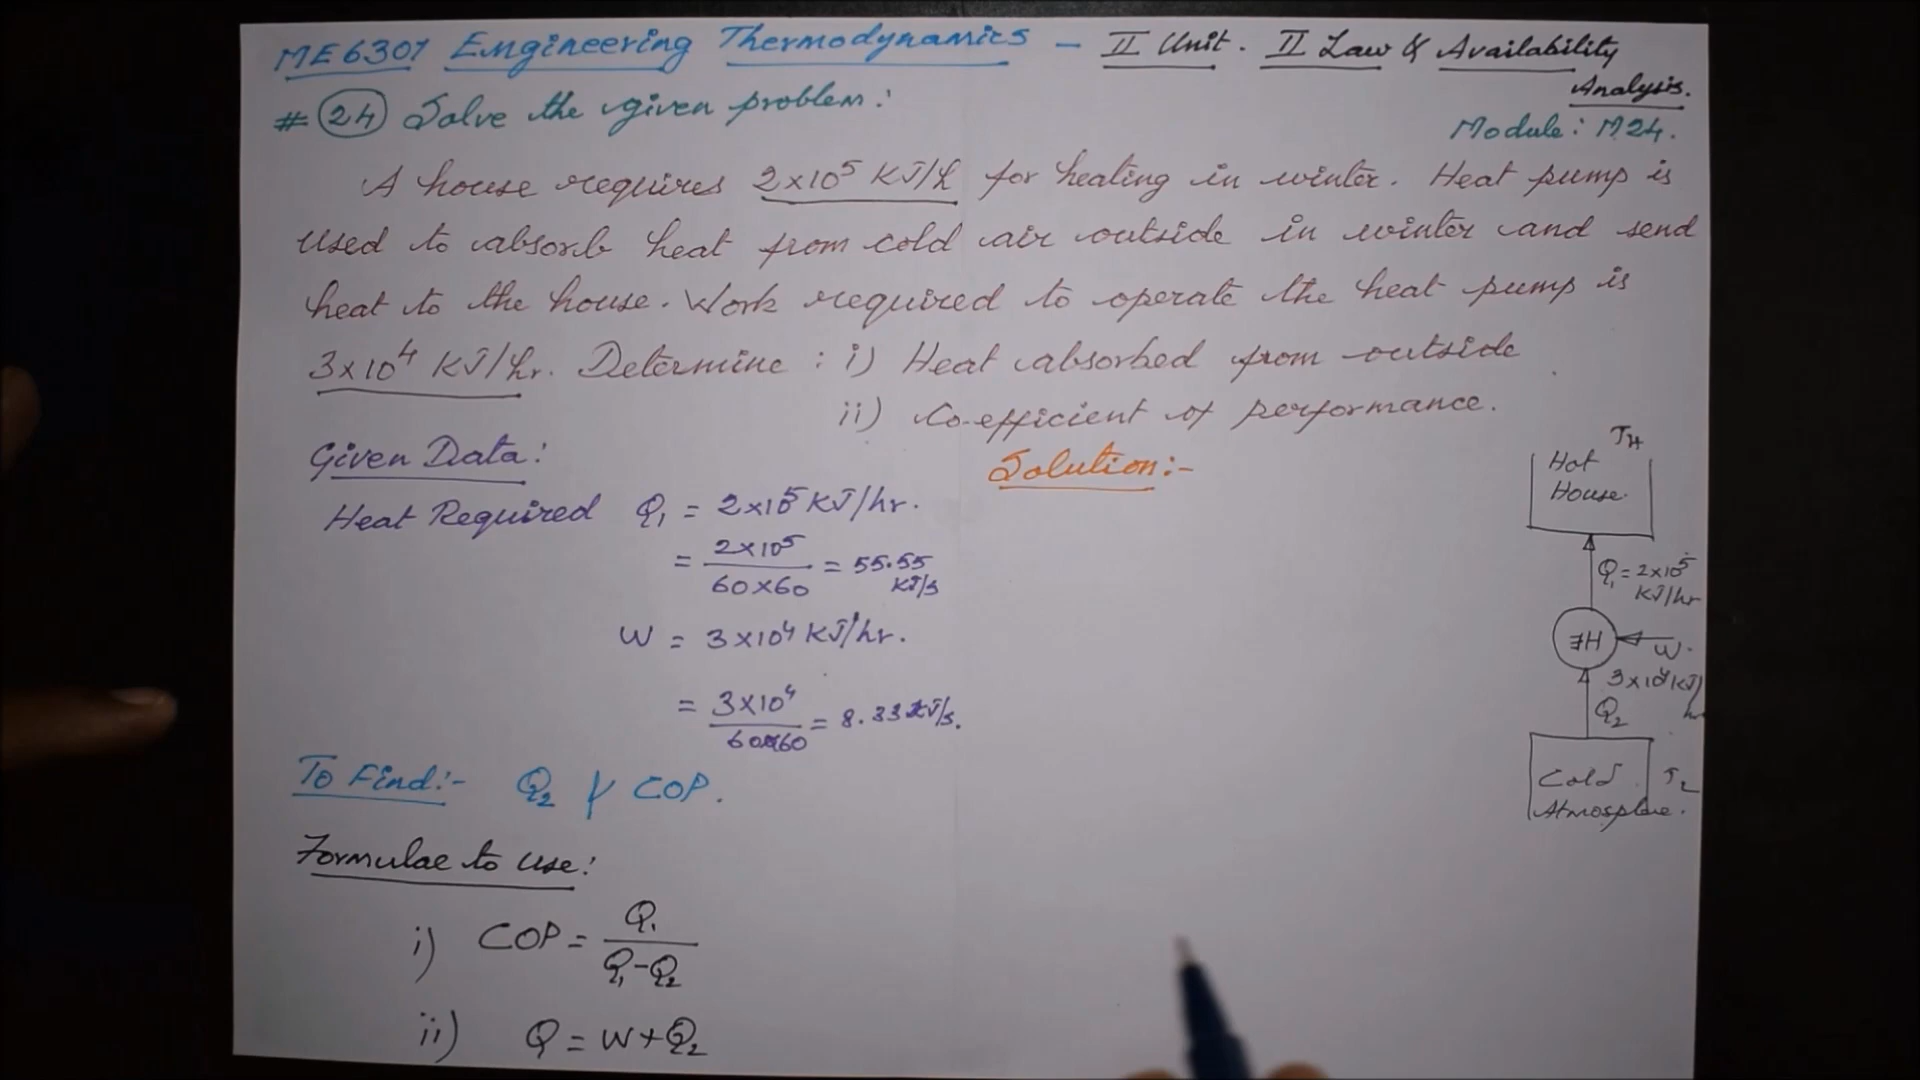 ME6301 Engineering Thermodynamics - II Unit. II Law & Availability
Analysis.
# 24 Solve the given problem:
Module: M24.
A house requires 2×10⁵ KJ/h for heating in winter. Heat pump is
used to absorb heat from cold air outside in winter and send
heat to the house. Work required to operate the heat pump is
3×10⁴ KJ/hr. Determine: i) Heat absorbed from outside
ii) Co-efficient of performance.
Given Data:
Heat Required Q₁ = 2×10⁵ KJ/hr.
= 2×10⁵ / 60×60 = 55.55 KJ/s
W = 3×10⁴ KJ/hr.
= 3×10⁴ / 60×60 = 8.33 KJ/s.
To Find:- Q₂ & COP.
Formulae to use:
i) COP = Q₁ / Q₁-Q₂
ii) Q = W+Q₂
Solution:-
TH
Hot
House
Q₁ = 2×10⁵
KJ/hr
W.
3×10⁴ KJ/
hr
Q₂
Cold
Atmosphere.